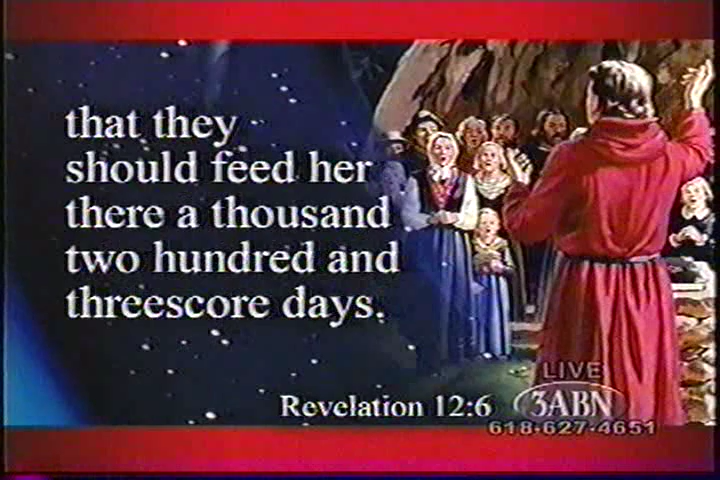 that they
should feed her
there a thousand
two hundred and
threescore days.
Revelation 12:6
LIVE
3ABN
618-627-4651